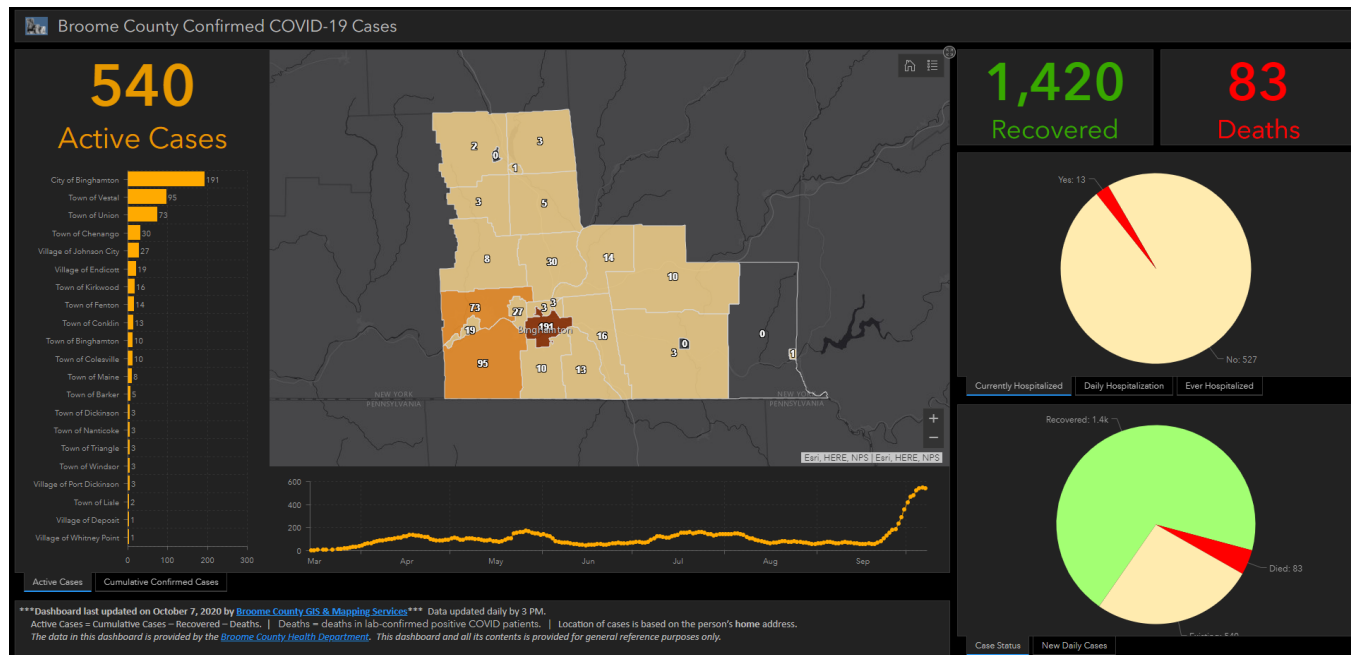 Broome County Confirmed COVID-19 Cases
540
Active Cases
City of Binghamton 191
Town of Vestal 95
Town of Union 73
Town of Chenango 30
Village of Johnson City 27
Village of Endicott 19
Town of Kirkwood 16
Town of Fenton 14
Town of Conklin 13
Town of Binghamton 10
Town of Colesville 10
Town of Maine 8
Town of Barker 5
Town of Dickinson 3
Town of Nanticoke 3
Town of Triangle 3
Town of Windsor 3
Village of Port Dickinson 3
Town of Lisle 2
Village of Deposit 1
Village of Whitney Point 1
0 100 200 300
Active Cases
Cumulative Confirmed Cases
2
0
3
1
3
5
8
30
14
10
73
27
3
3
19
191
Binghamton
16
0
0
1
3
95
10
13
NEW YORK
PENNSYLVANIA
NEW YORK
PENNSYLVANIA
+
−
Esri, HERE, NPS | Esri, HERE, NPS
600
400
200
0
Mar Apr May Jun Jul Aug Sep
1,420
Recovered
83
Deaths
Yes: 13
No: 527
Currently Hospitalized
Daily Hospitalization
Ever Hospitalized
Recovered: 1.4k
Died: 83
Existing: 540
Case Status
New Daily Cases
***Dashboard last updated on October 7, 2020 by Broome County GIS & Mapping Services*** Data updated daily by 3 PM.
Active Cases = Cumulative Cases – Recovered – Deaths. | Deaths = deaths in lab-confirmed positive COVID patients. | Location of cases is based on the person's home address.
The data in this dashboard is provided by the Broome County Health Department. This dashboard and all its contents is provided for general reference purposes only.